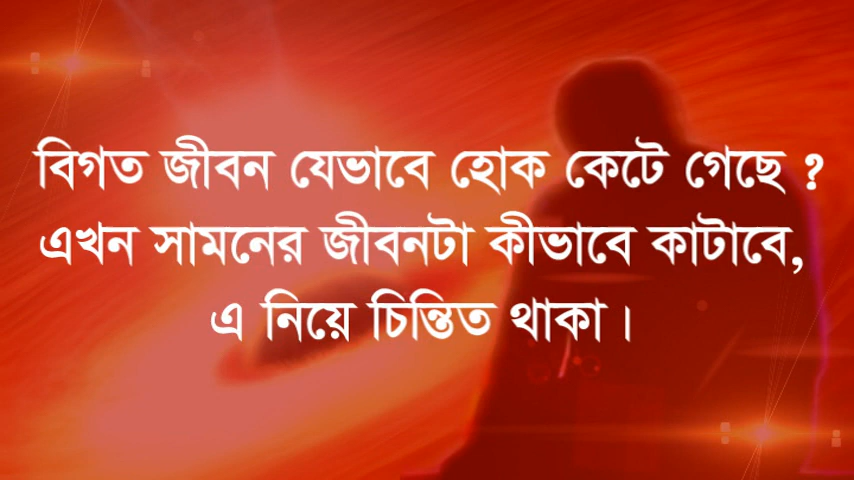 বিগত জীবন যেভাবে হোক কেটে গেছে ?
এখন সামনের জীবনটা কীভাবে কাটাবে,
এ নিয়ে চিন্তিত থাকা।